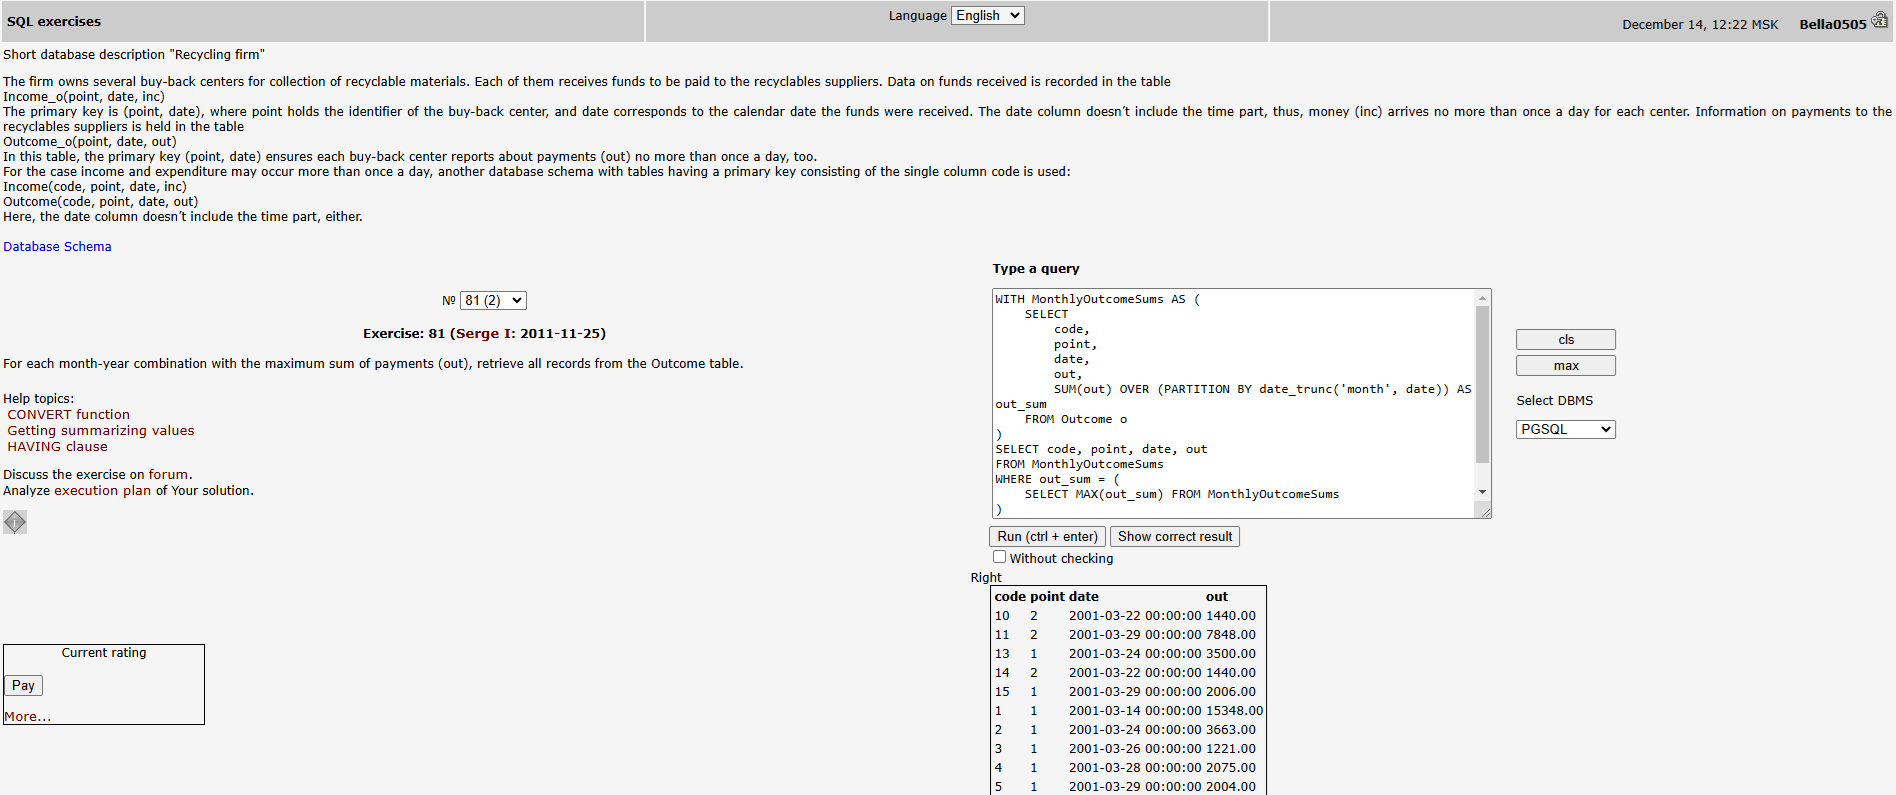 SQL exercises
Language English
December 14, 12:22 MSK Bella0505
Short database description "Recycling firm"
The firm owns several buy-back centers for collection of recyclable materials. Each of them receives funds to be paid to the recyclables suppliers. Data on funds received is recorded in the table
Income_o(point, date, inc)
The primary key is (point, date), where point holds the identifier of the buy-back center, and date corresponds to the calendar date the funds were received. The date column doesn’t include the time part, thus, money (inc) arrives no more than once a day for each center. Information on payments to the
recyclables suppliers is held in the table
Outcome_o(point, date, out)
In this table, the primary key (point, date) ensures each buy-back center reports about payments (out) no more than once a day, too.
For the case income and expenditure may occur more than once a day, another database schema with tables having a primary key consisting of the single column code is used:
Income(code, point, date, inc)
Outcome(code, point, date, out)
Here, the date column doesn’t include the time part, either.
Database Schema
№ 81 (2)
Exercise: 81 (Serge I: 2011-11-25)
For each month-year combination with the maximum sum of payments (out), retrieve all records from the Outcome table.
Help topics:
CONVERT function
Getting summarizing values
HAVING clause
Discuss the exercise on forum.
Analyze execution plan of Your solution.
Current rating
Pay
More...
Type a query
WITH MonthlyOutcomeSums AS (
SELECT
code,
point,
date,
out,
SUM(out) OVER (PARTITION BY date_trunc('month', date)) AS
out_sum
FROM Outcome o
)
SELECT code, point, date, out
FROM MonthlyOutcomeSums
WHERE out_sum = (
SELECT MAX(out_sum) FROM MonthlyOutcomeSums
)
cls
max
Select DBMS
PGSQL
Run (ctrl + enter) Show correct result
Without checking
Right
code point date out
10 2 2001-03-22 00:00:00 1440.00
11 2 2001-03-29 00:00:00 7848.00
13 1 2001-03-24 00:00:00 3500.00
14 2 2001-03-22 00:00:00 1440.00
15 1 2001-03-29 00:00:00 2006.00
1 1 2001-03-14 00:00:00 15348.00
2 1 2001-03-24 00:00:00 3663.00
3 1 2001-03-26 00:00:00 1221.00
4 1 2001-03-28 00:00:00 2075.00
5 1 2001-03-29 00:00:00 2004.00